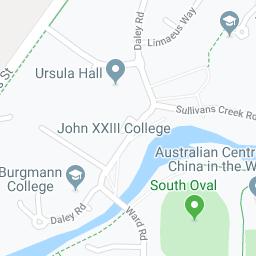 Daley Rd
Linnaeus Way
Ursula Hall
Sullivans Creek Rd
John XXIII College
Australian Cent
China in the W
Burgmann
College
South Oval
Daley Rd
Ward Rd